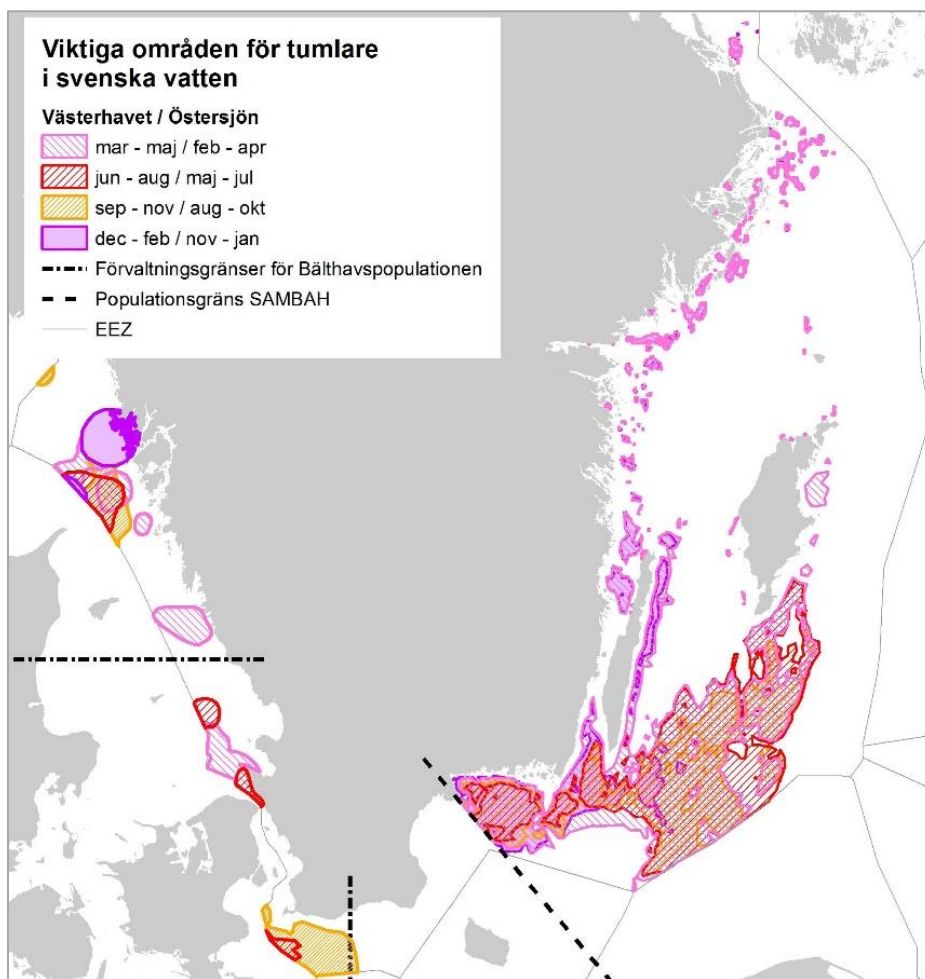 Viktiga områden för tumlare
i svenska vatten
Västerhavet / Östersjön
mar - maj / feb - apr
jun - aug / maj - jul
sep - nov / aug - okt
dec - feb / nov - jan
Förvaltningsgränser för Bälthavspopulationen
Populationsgräns SAMBAH
EEZ